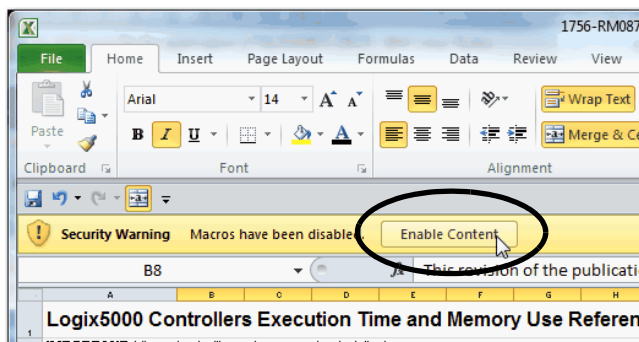 1756-RM087
File Home Insert Page Layout Formulas Data Review View
Arial 14 A A Wrap Text
Paste B I U A Merge & Ce
Clipboard Font Alignment
Security Warning Macros have been disabled. Enable Content
B8 fx This revision of the publicati
A B C D E F G H
1 Logix5000 Controllers Execution Time and Memory Use Referen